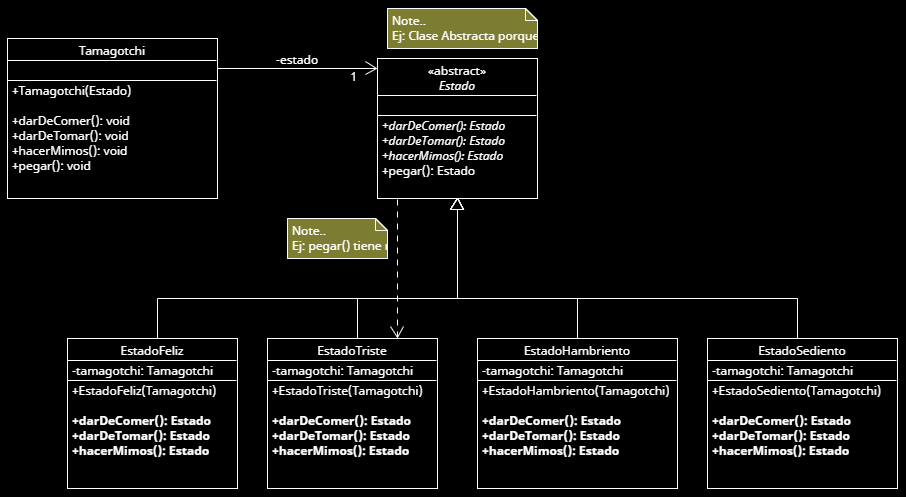 Note..
Ej: Clase Abstracta porque
Tamagotchi
+Tamagotchi(Estado)
+darDeComer(): void
+darDeTomar(): void
+hacerMimos(): void
+pegar(): void
-estado
1
«abstract»
Estado
+darDeComer(): Estado
+darDeTomar(): Estado
+hacerMimos(): Estado
+pegar(): Estado
Note..
Ej: pegar() tiene
EstadoFeliz
-tamagotchi: Tamagotchi
+EstadoFeliz(Tamagotchi)
+darDeComer(): Estado
+darDeTomar(): Estado
+hacerMimos(): Estado
EstadoTriste
-tamagotchi: Tamagotchi
+EstadoTriste(Tamagotchi)
+darDeComer(): Estado
+darDeTomar(): Estado
+hacerMimos(): Estado
EstadoHambriento
-tamagotchi: Tamagotchi
+EstadoHambriento(Tamagotchi)
+darDeComer(): Estado
+darDeTomar(): Estado
+hacerMimos(): Estado
EstadoSediento
-tamagotchi: Tamagotchi
+EstadoSediento(Tamagotchi)
+darDeComer(): Estado
+darDeTomar(): Estado
+hacerMimos(): Estado